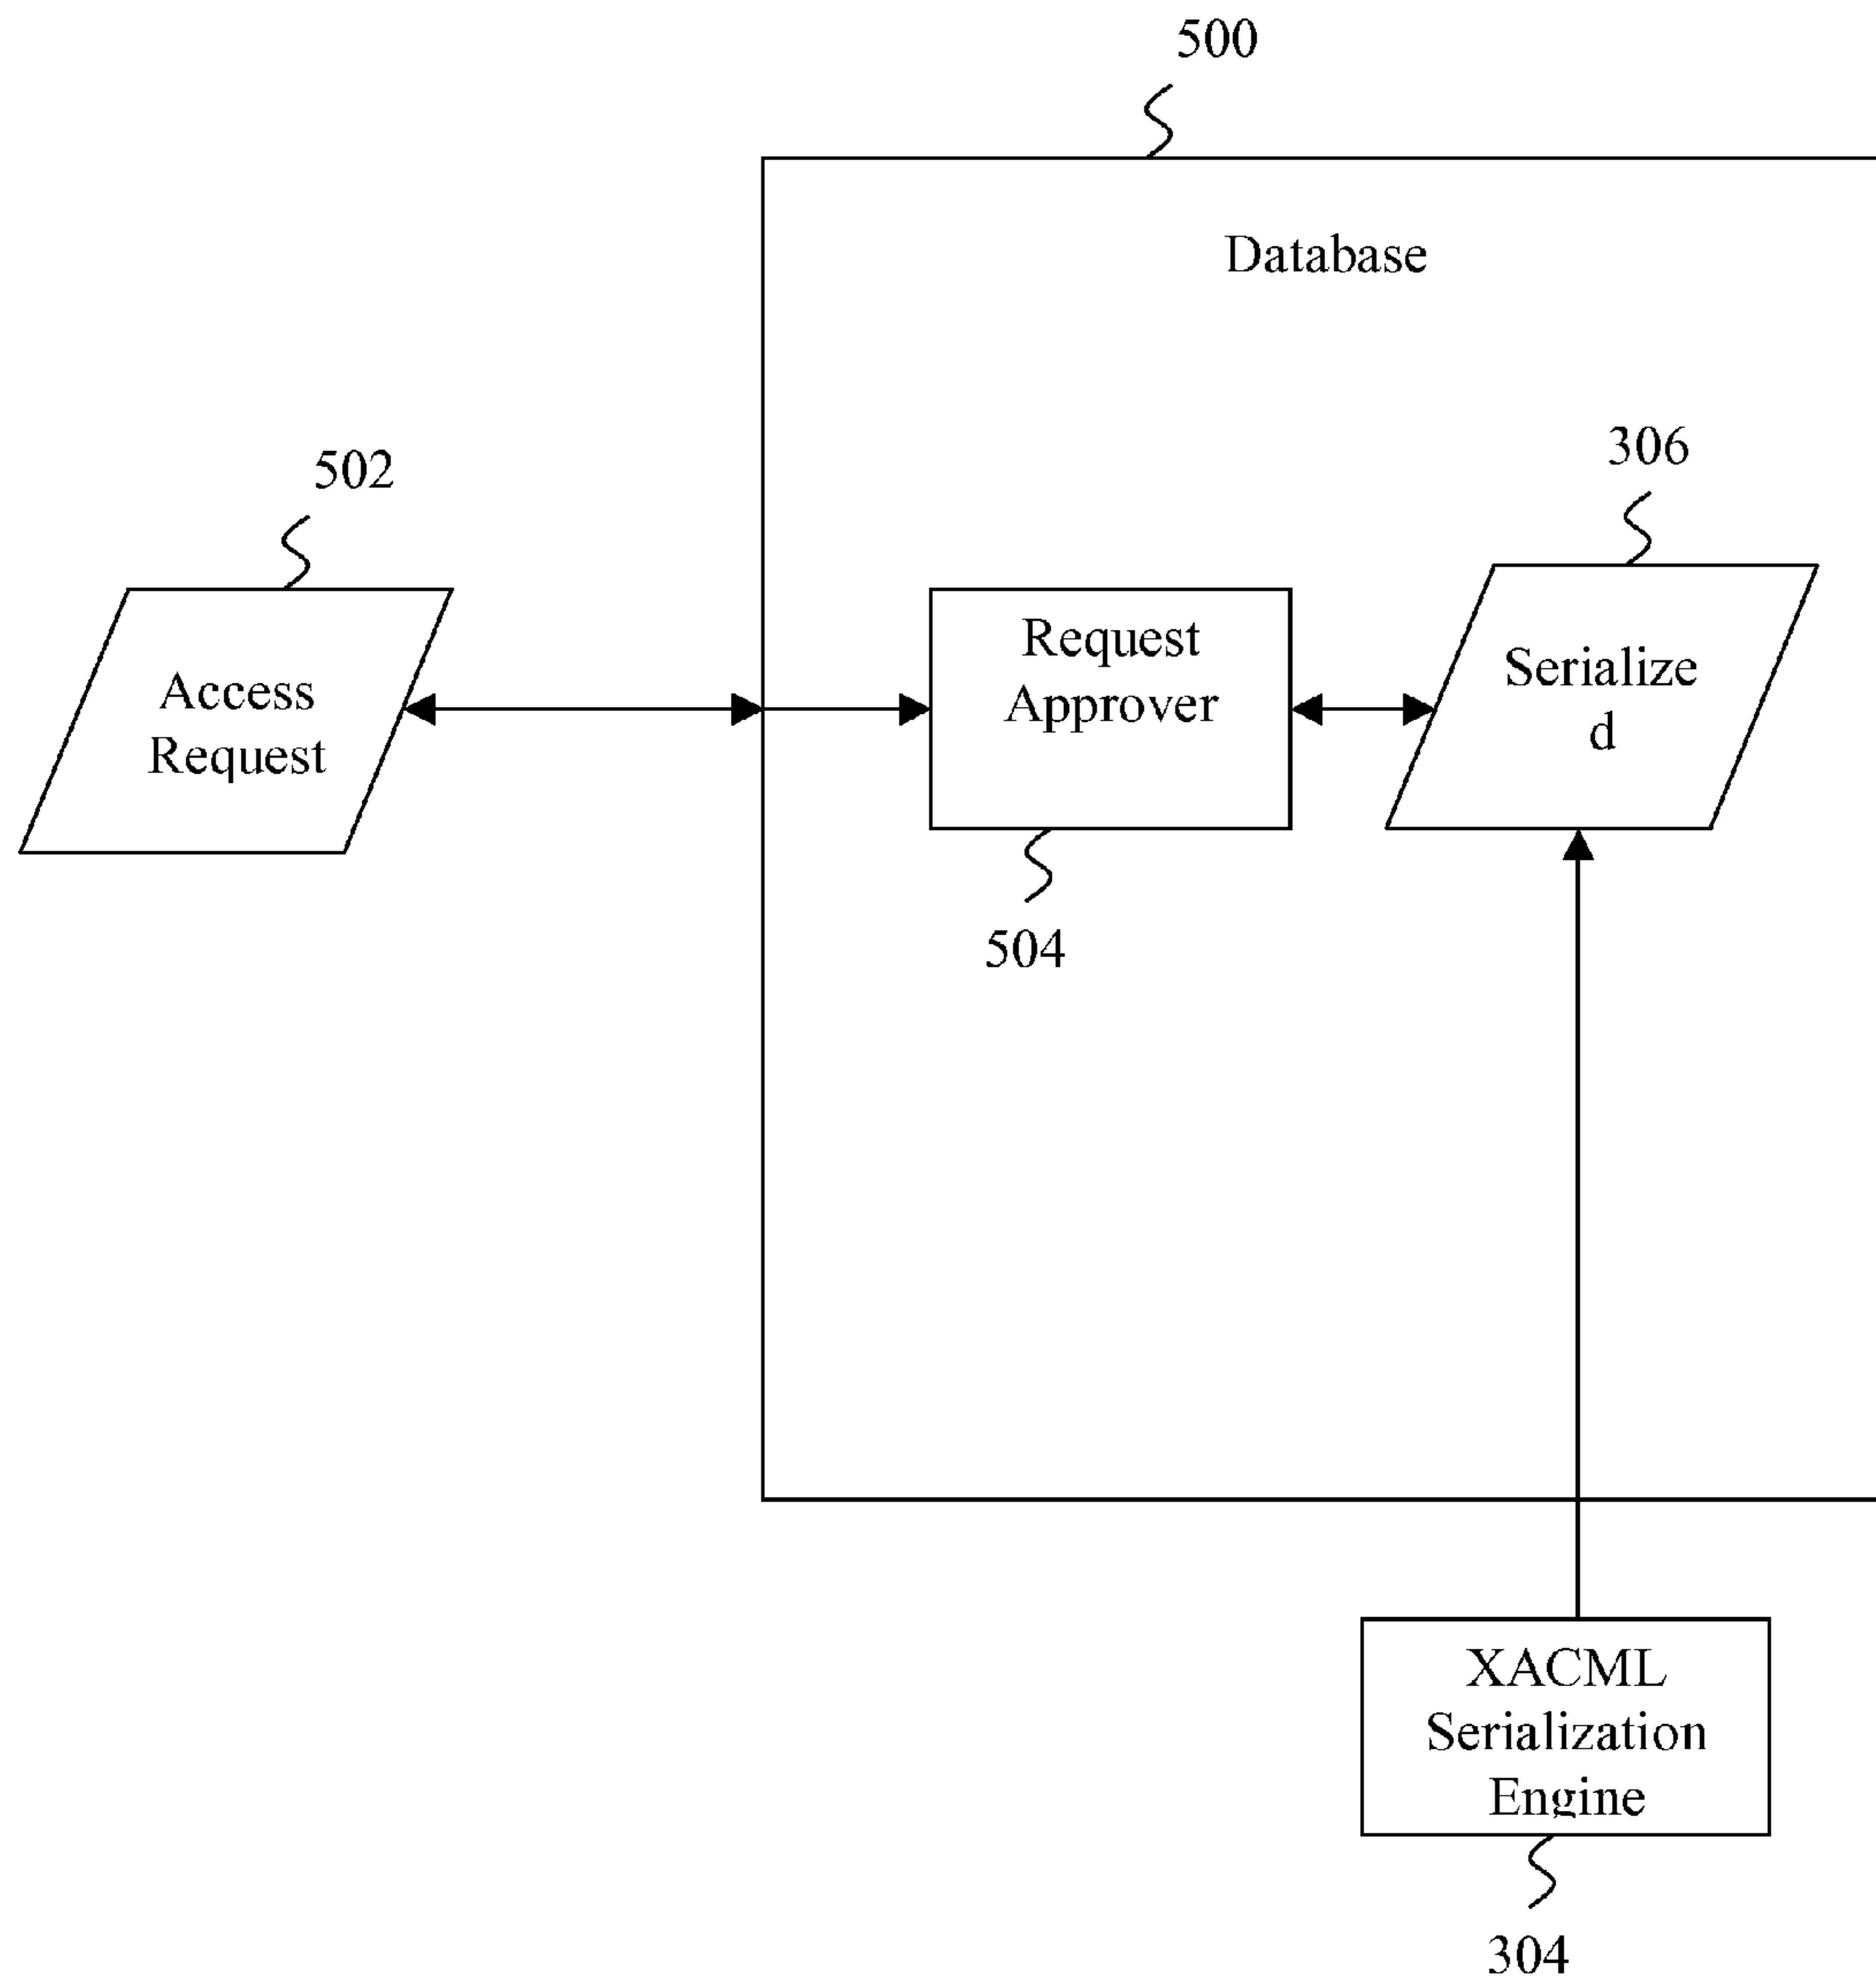 500
Database
502
306
Access
Request
Request
Approver
Serialize
d
504
XACML
Serialization
Engine
304